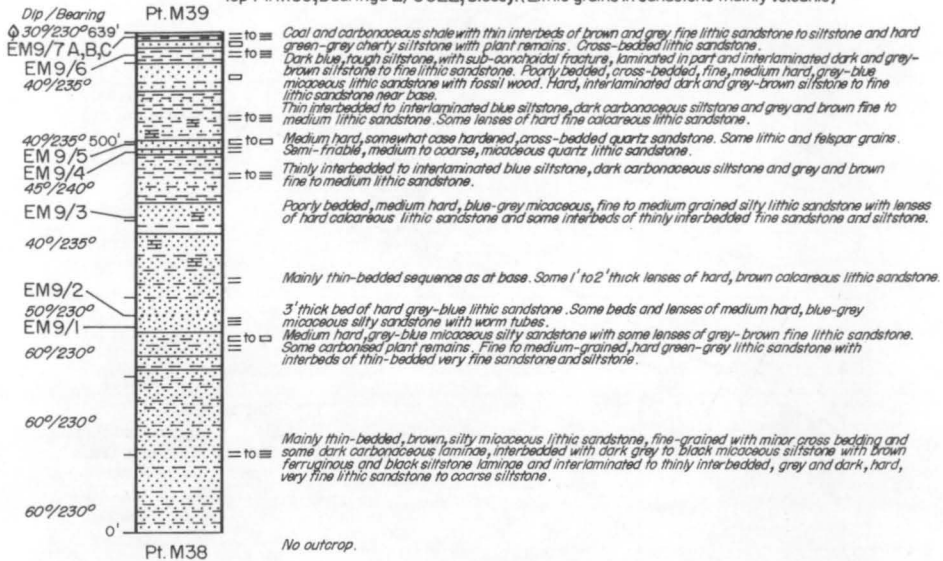 Dip / Bearing
Pt. M39
30°/230° 639'
EM9/7 A,B,C
EM9/6
40°/235°
40°/235° 500'
EM9/5
EM9/4
45°/240°
EM9/3
40°/235°
EM9/2
50°/230°
EM9/1
60°/230°
60°/230°
60°/230°
0'
Pt. M38
to
to
to
to
to
to
to
Coal and carbonaceous shale with thin interbeds of brown and grey fine lithic sandstone to siltstone and hard
green-grey cherty siltstone with plant remains. Cross-bedded lithic sandstone.
Dark blue, tough siltstone, with sub-conchoidal fracture, laminated in part and interlaminated dark and grey-
brown siltstone to fine lithic sandstone. Poorly bedded, cross-bedded, fine, medium hard, grey-blue
micaceous lithic sandstone with fossil wood. Hard, interlaminated dark and grey-brown siltstone to fine
lithic sandstone near base.
Thin interbedded to interlaminated blue siltstone, dark carbonaceous siltstone and grey and brown fine to
medium lithic sandstone. Some lenses of hard fine calcareous lithic sandstone.
Medium hard, somewhat case hardened, cross-bedded quartz sandstone. Some lithic and felspar grains.
Semi-friable, medium to coarse, micaceous quartz lithic sandstone.
Thinly interbedded to interlaminated blue siltstone, dark carbonaceous siltstone and grey and brown
fine to medium lithic sandstone.
Poorly bedded, medium hard, blue-grey micaceous, fine to medium grained silty lithic sandstone with lenses
of hard calcareous lithic sandstone and some interbeds of thinly interbedded fine sandstone and siltstone.
Mainly thin-bedded sequence as at base. Some 1' to 2' thick lenses of hard, brown calcareous lithic sandstone.
3' thick bed of hard grey-blue lithic sandstone. Some beds and lenses of medium hard, blue-grey
micaceous silty sandstone with worm tubes.
Medium hard, grey-blue micaceous silty sandstone with some lenses of grey-brown fine lithic sandstone.
Some carbonised plant remains. Fine to medium-grained, hard green-grey lithic sandstone with
interbeds of thin-bedded very fine sandstone and siltstone.
Mainly thin-bedded, brown, silty micaceous lithic sandstone, fine-grained with minor cross bedding and
some dark carbonaceous laminae, interbedded with dark grey to black micaceous siltstone with brown
ferruginous and black siltstone laminae and interlaminated to thinly interbedded, grey and dark, hard,
very fine lithic sandstone to coarse siltstone.
No outcrop.